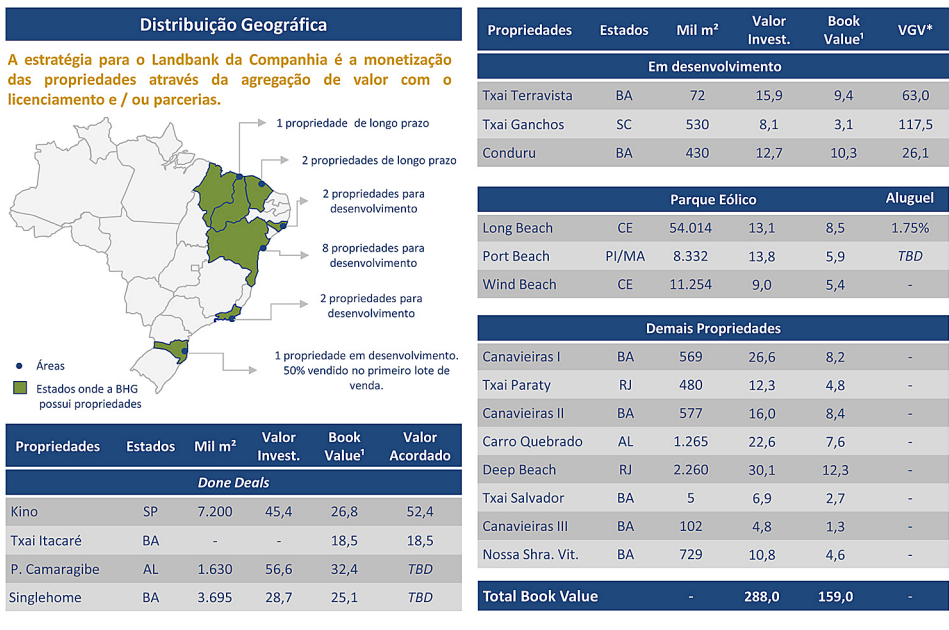 Distribuição Geográfica
A estratégia para o Landbank da Companhia é a monetização
das propriedades através da agregação de valor com o
licenciamento e / ou parcerias.
1 propriedade de longo prazo
2 propriedades de longo prazo
2 propriedades para
desenvolvimento
8 propriedades para
desenvolvimento
2 propriedades para
desenvolvimento
1 propriedade em desenvolvimento.
50% vendido no primeiro lote de
venda.
Áreas
Estados onde a BHG
possui propriedades
Propriedades Estados Mil m² Valor Invest. Book Value¹ Valor Acordado
Done Deals
Kino SP 7.200 45,4 26,8 52,4
Txai Itacaré BA - - 18,5 18,5
P. Camaragibe AL 1.630 56,6 32,4 TBD
Singlehome BA 3.695 28,7 25,1 TBD
Propriedades Estados Mil m² Valor Invest. Book Value¹ VGV*
Em desenvolvimento
Txai Terravista BA 72 15,9 9,4 63,0
Txai Ganchos SC 530 8,1 3,1 117,5
Conduru BA 430 12,7 10,3 26,1
Parque Eólico Aluguel
Long Beach CE 54.014 13,1 8,5 1.75%
Port Beach PI/MA 8.332 13,8 5,9 TBD
Wind Beach CE 11.254 9,0 5,4 -
Demais Propriedades
Canavieiras I BA 569 26,6 8,2 -
Txai Paraty RJ 480 12,3 4,8 -
Canavieiras II BA 577 16,0 8,4 -
Carro Quebrado AL 1.265 22,6 7,6 -
Deep Beach RJ 2.260 30,1 12,3 -
Txai Salvador BA 5 6,9 2,7 -
Canavieiras III BA 102 4,8 1,3 -
Nossa Shra. Vit. BA 729 10,8 4,6 -
Total Book Value - 288,0 159,0 -